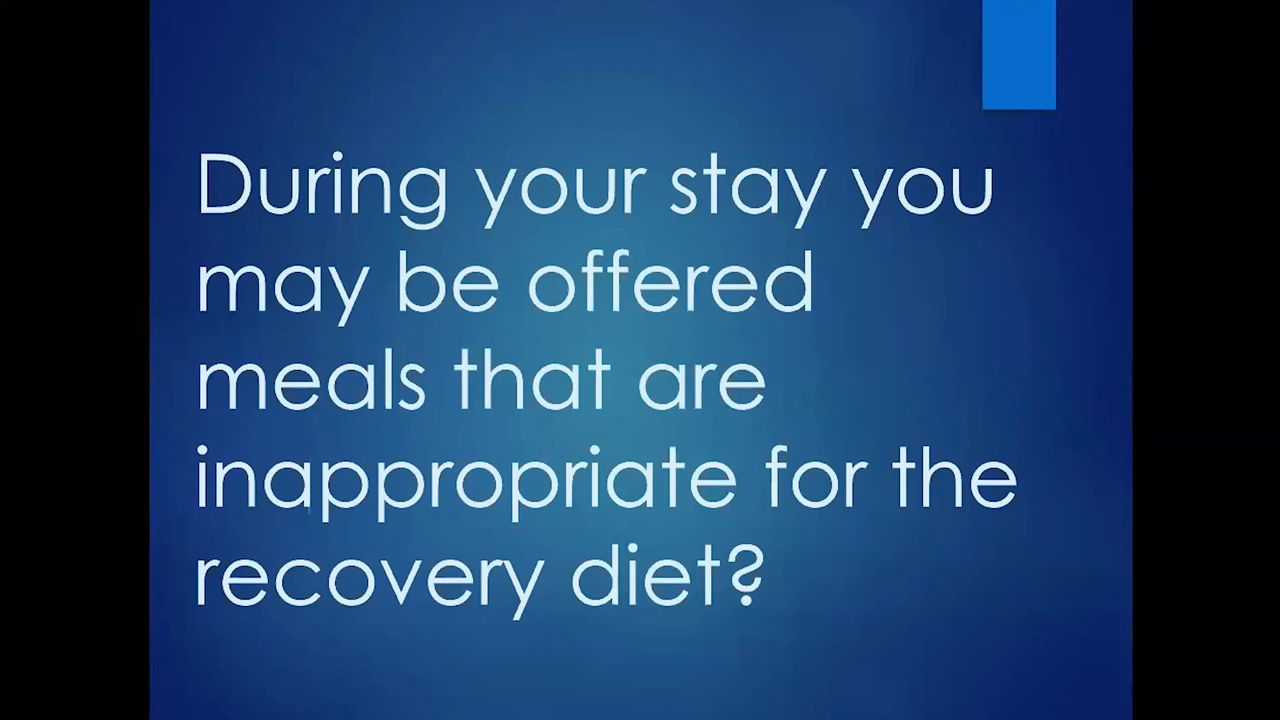 During your stay you
may be offered
meals that are
inappropriate for the
recovery diet?